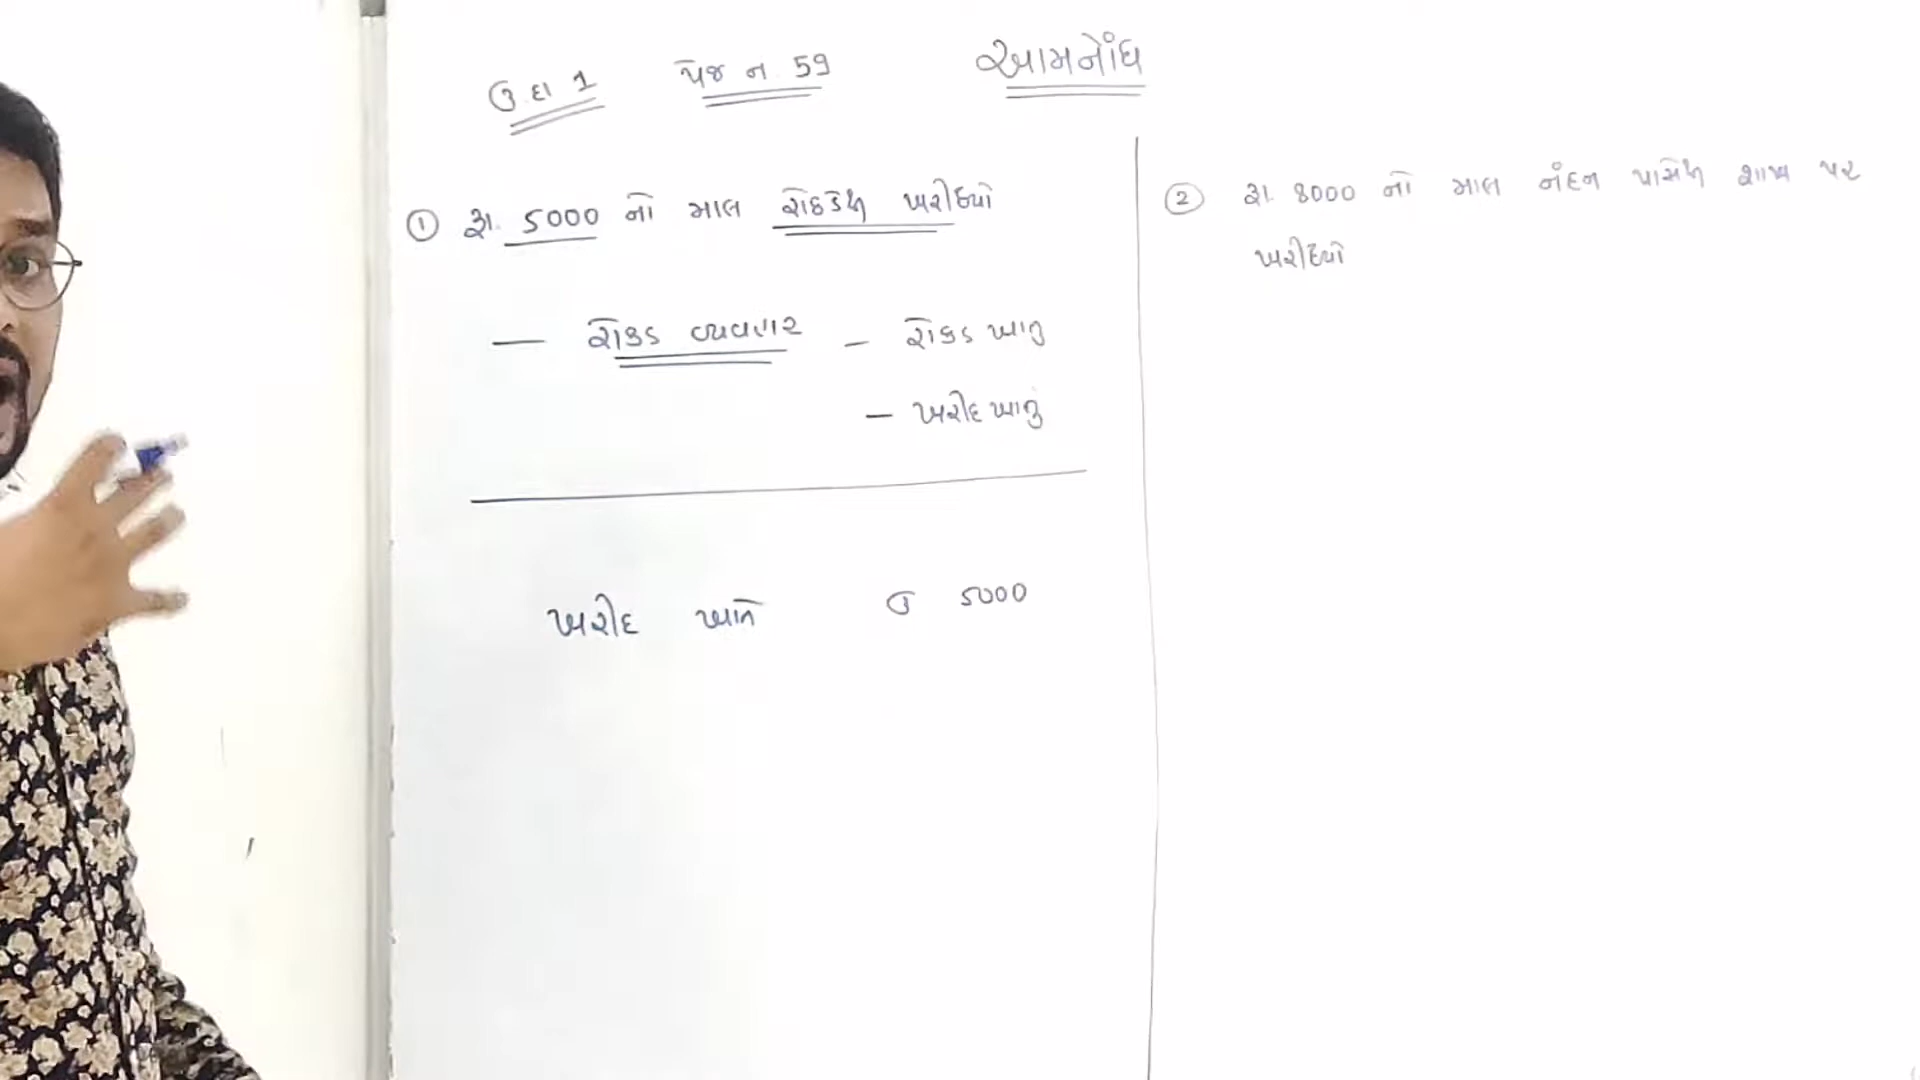 ઉ.દા 1 પેજ ન. 59 આમનોંધ
① રૂા. 5000 નો માલ રોકડેથી ખરીદ્યો
— રોકડ વ્યવહાર – રોકડ ખાતુ
– ખરીદ ખાતું
ખરીદ ખાતે ઉ 5000
② રૂા. 8000 નો માલ નંદન પાસેથી શાખ પર
ખરીદ્યો